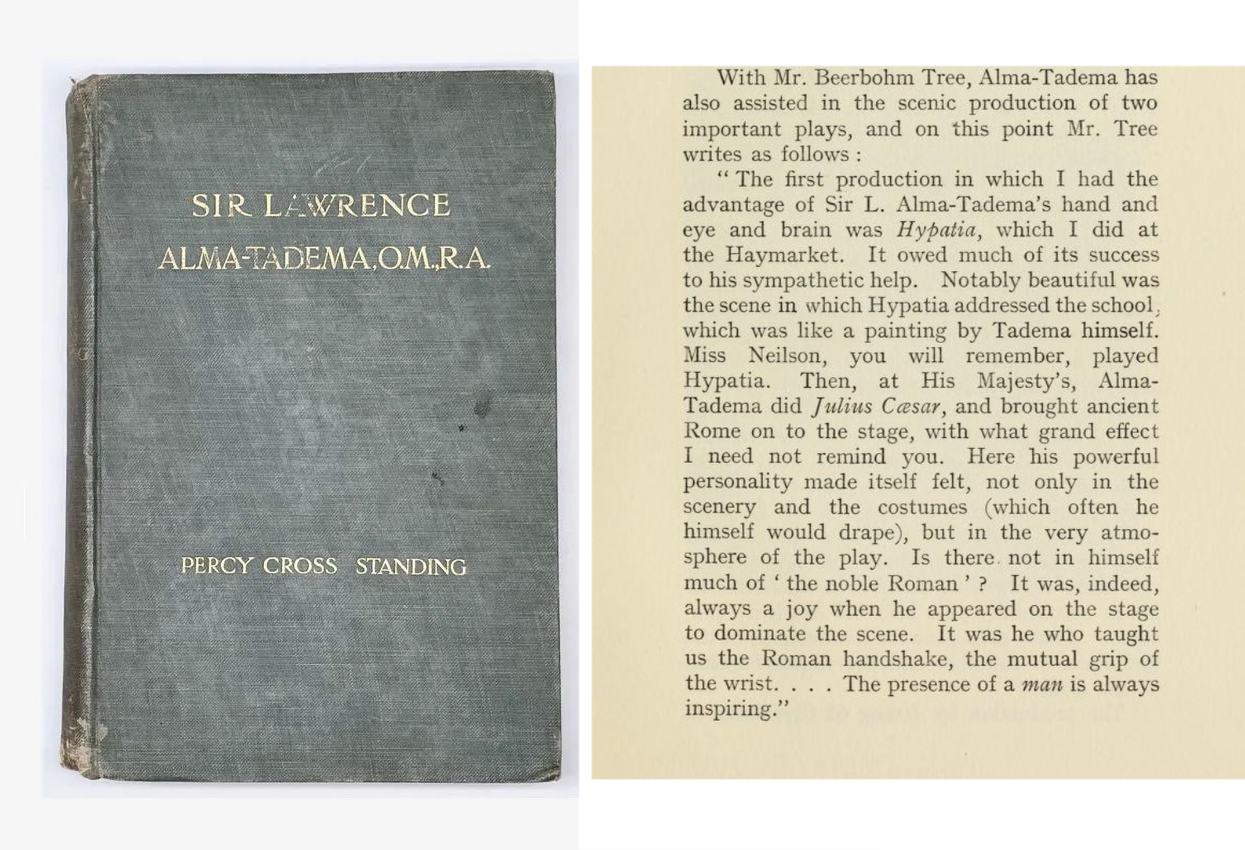 SIR LAWRENCE
ALMA-TADEMA, O.M., R.A.
PERCY CROSS STANDING
With Mr. Beerbohm Tree, Alma-Tadema has
also assisted in the scenic production of two
important plays, and on this point Mr. Tree
writes as follows :
“ The first production in which I had the
advantage of Sir L. Alma-Tadema’s hand and
eye and brain was Hypatia, which I did at
the Haymarket. It owed much of its success
to his sympathetic help. Notably beautiful was
the scene in which Hypatia addressed the school,
which was like a painting by Tadema himself.
Miss Neilson, you will remember, played
Hypatia. Then, at His Majesty’s, Alma-
Tadema did Julius Cæsar, and brought ancient
Rome on to the stage, with what grand effect
I need not remind you. Here his powerful
personality made itself felt, not only in the
scenery and the costumes (which often he
himself would drape), but in the very atmo-
sphere of the play. Is there not in himself
much of ‘ the noble Roman ’ ? It was, indeed,
always a joy when he appeared on the stage
to dominate the scene. It was he who taught
us the Roman handshake, the mutual grip of
the wrist. . . . The presence of a man is always
inspiring.”